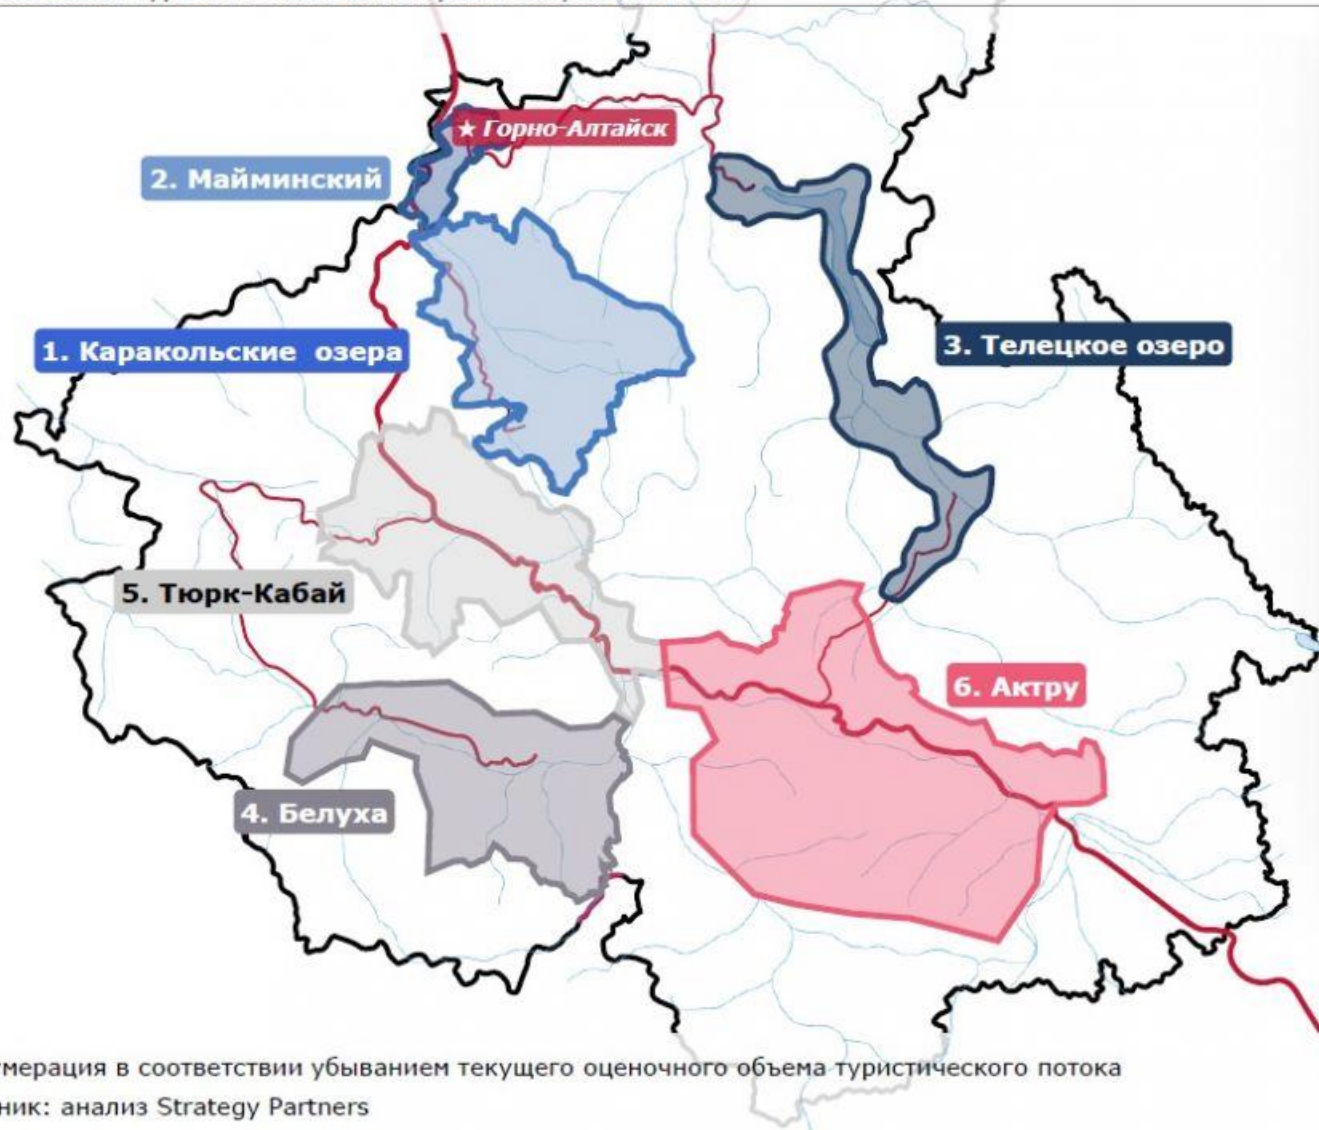 ★ Горно-Алтайск
2. Майминский
1. Каракольские озера
3. Телецкое озеро
5. Тюрк-Кабай
6. Актру
4. Белуха
мерация в соответствии убыванием текущего оценочного объема туристического потока
ник: анализ Strategy Partners